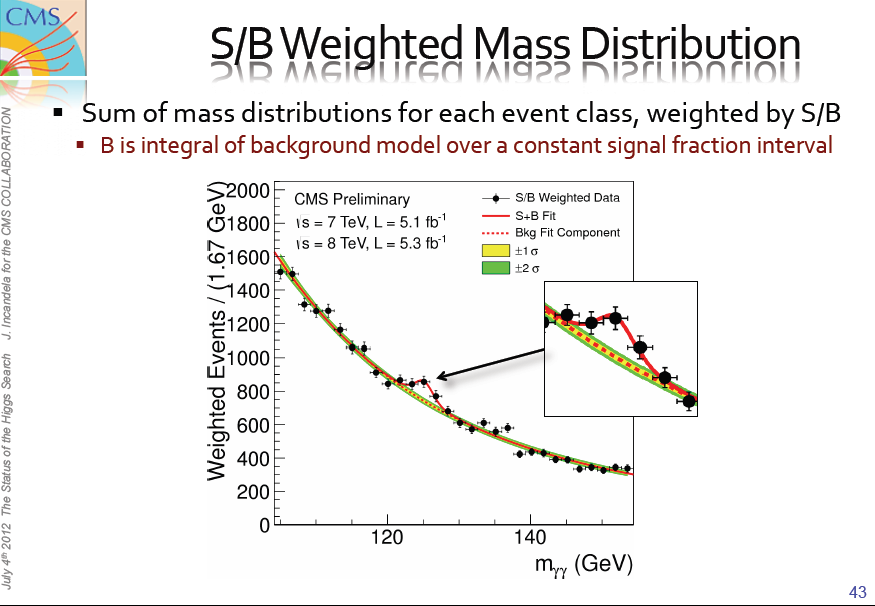 CMS
S/B Weighted Mass Distribution
▪ Sum of mass distributions for each event class, weighted by S/B
▪ B is integral of background model over a constant signal fraction interval
July 4th 2012 The Status of the Higgs Search J. Incandela for the CMS COLLABORATION
Weighted Events / (1.67 GeV)
2000
1800
1600
1400
1200
1000
800
600
400
200
0
CMS Preliminary
√s = 7 TeV, L = 5.1 fb⁻¹
√s = 8 TeV, L = 5.3 fb⁻¹
S/B Weighted Data
S+B Fit
Bkg Fit Component
±1 σ
±2 σ
120 140
mγγ (GeV)
43